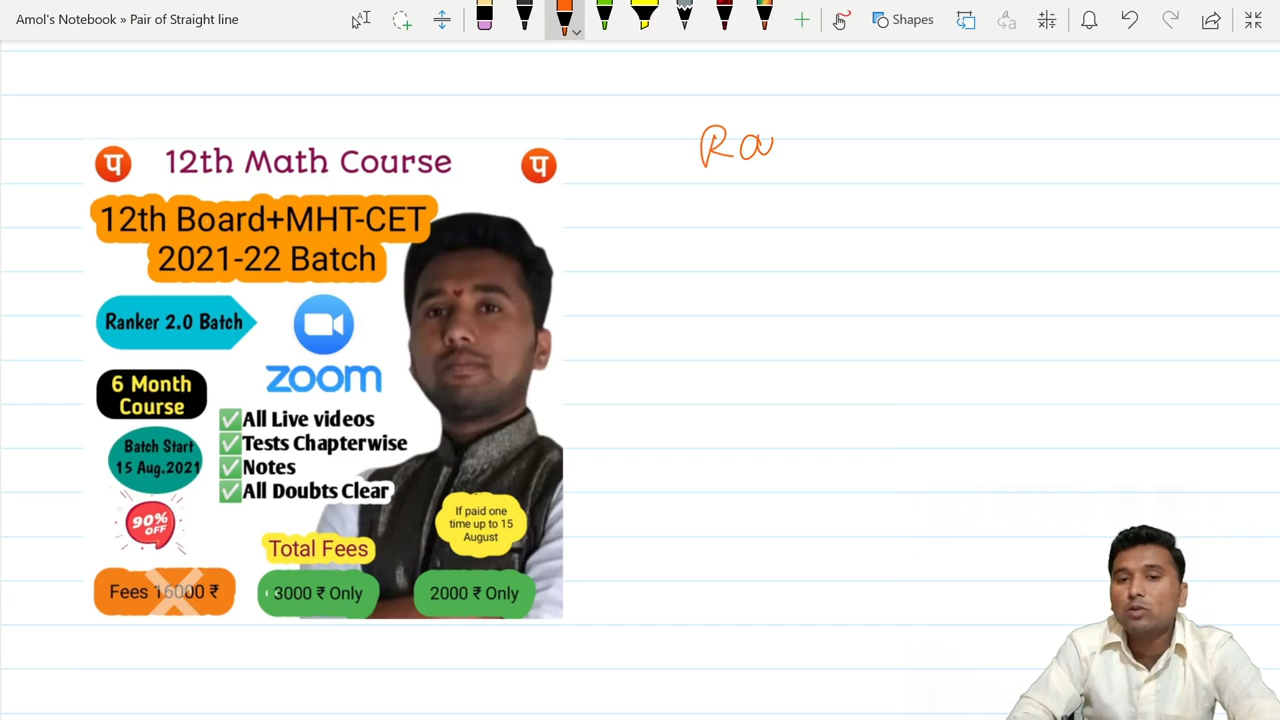 Amol's Notebook » Pair of Straight line
Shapes
Ra
प 12th Math Course प
12th Board+MHT-CET
2021-22 Batch
Ranker 2.0 Batch
zoom
6 Month
Course
✅All Live videos
✅Tests Chapterwise
✅Notes
✅All Doubts Clear
Batch Start
15 Aug.2021
90%
OFF
If paid one
time up to 15
August
Total Fees
Fees 16000 ₹
3000 ₹ Only
2000 ₹ Only